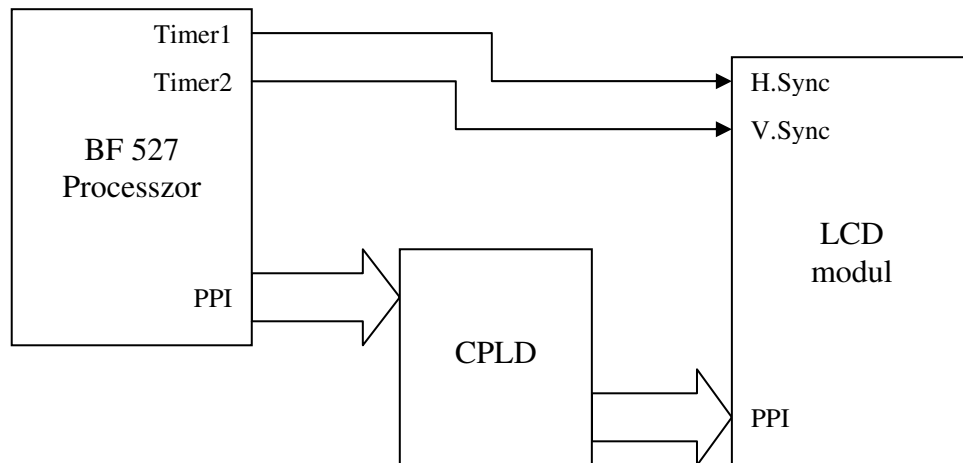 Timer1
Timer2
BF 527
Processzor
PPI
CPLD
H.Sync
V.Sync
LCD
modul
PPI